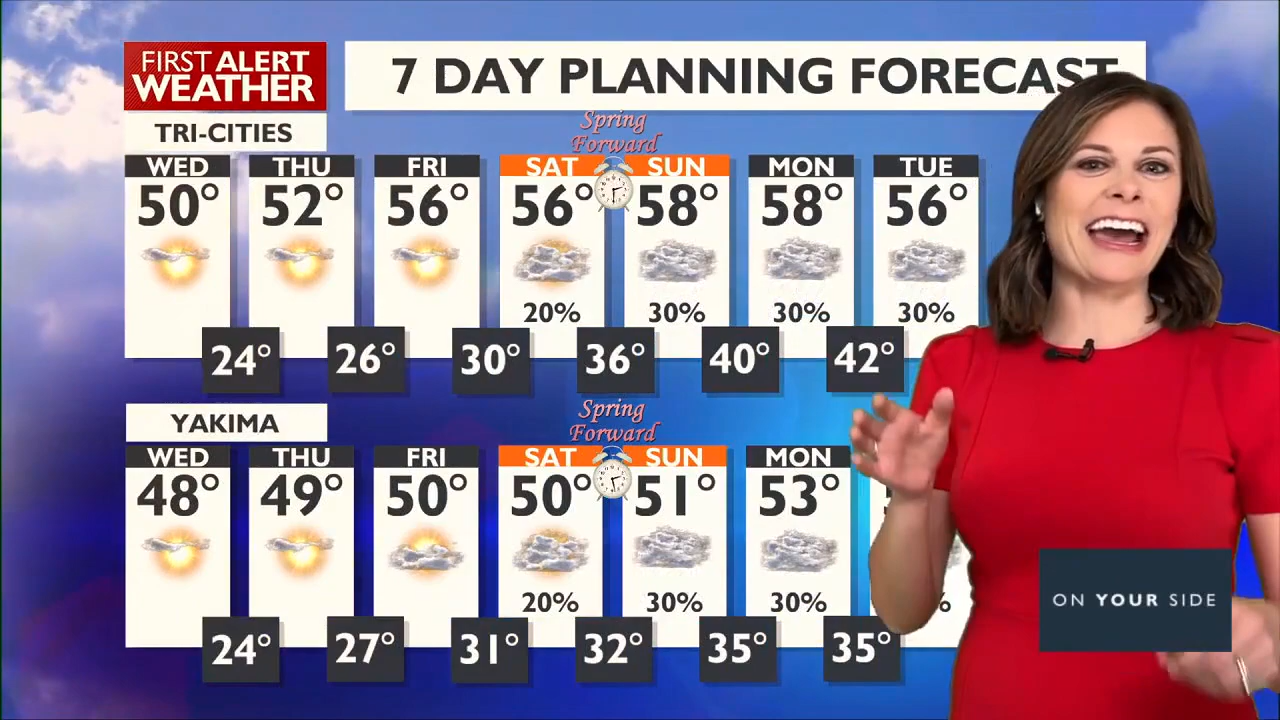 FIRST ALERT
WEATHER
7 DAY PLANNING FORECAST
TRI-CITIES
Spring
Forward
WED THU FRI SAT SUN MON TUE
50° 52° 56° 56° 58° 58° 56°
20% 30% 30% 30%
24° 26° 30° 36° 40° 42°
YAKIMA
Spring
Forward
WED THU FRI SAT SUN MON
48° 49° 50° 50° 51° 53°
20% 30% 30% %
24° 27° 31° 32° 35° 35°
ON YOUR SIDE